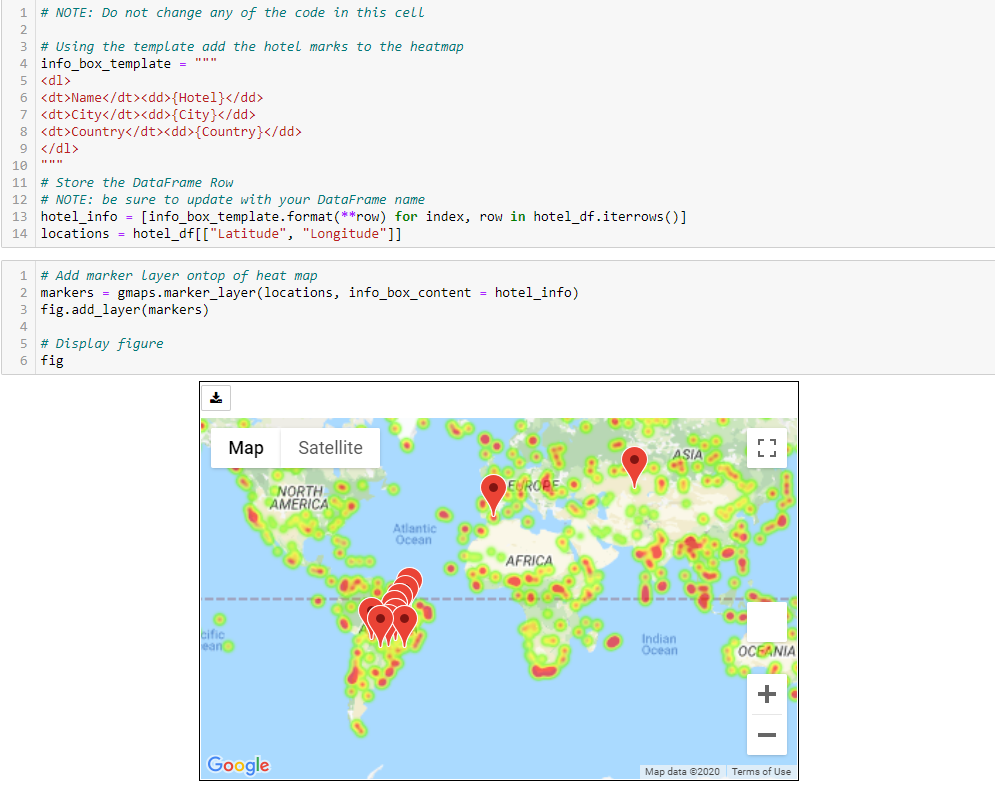 1 # NOTE: Do not change any of the code in this cell
2
3 # Using the template add the hotel marks to the heatmap
4 info_box_template = """
5 <dl>
6 <dt>Name</dt><dd>{Hotel}</dd>
7 <dt>City</dt><dd>{City}</dd>
8 <dt>Country</dt><dd>{Country}</dd>
9 </dl>
10 """
11 # Store the DataFrame Row
12 # NOTE: be sure to update with your DataFrame name
13 hotel_info = [info_box_template.format(**row) for index, row in hotel_df.iterrows()]
14 locations = hotel_df[["Latitude", "Longitude"]]
1 # Add marker layer ontop of heat map
2 markers = gmaps.marker_layer(locations, info_box_content = hotel_info)
3 fig.add_layer(markers)
4
5 # Display figure
6 fig
Map Satellite
ASIA
EUROPE
NORTH
AMERICA
Atlantic
Ocean
AFRICA
cific
ean
Indian
Ocean
OCEANIA
+
−
Google
Map data ©2020 Terms of Use